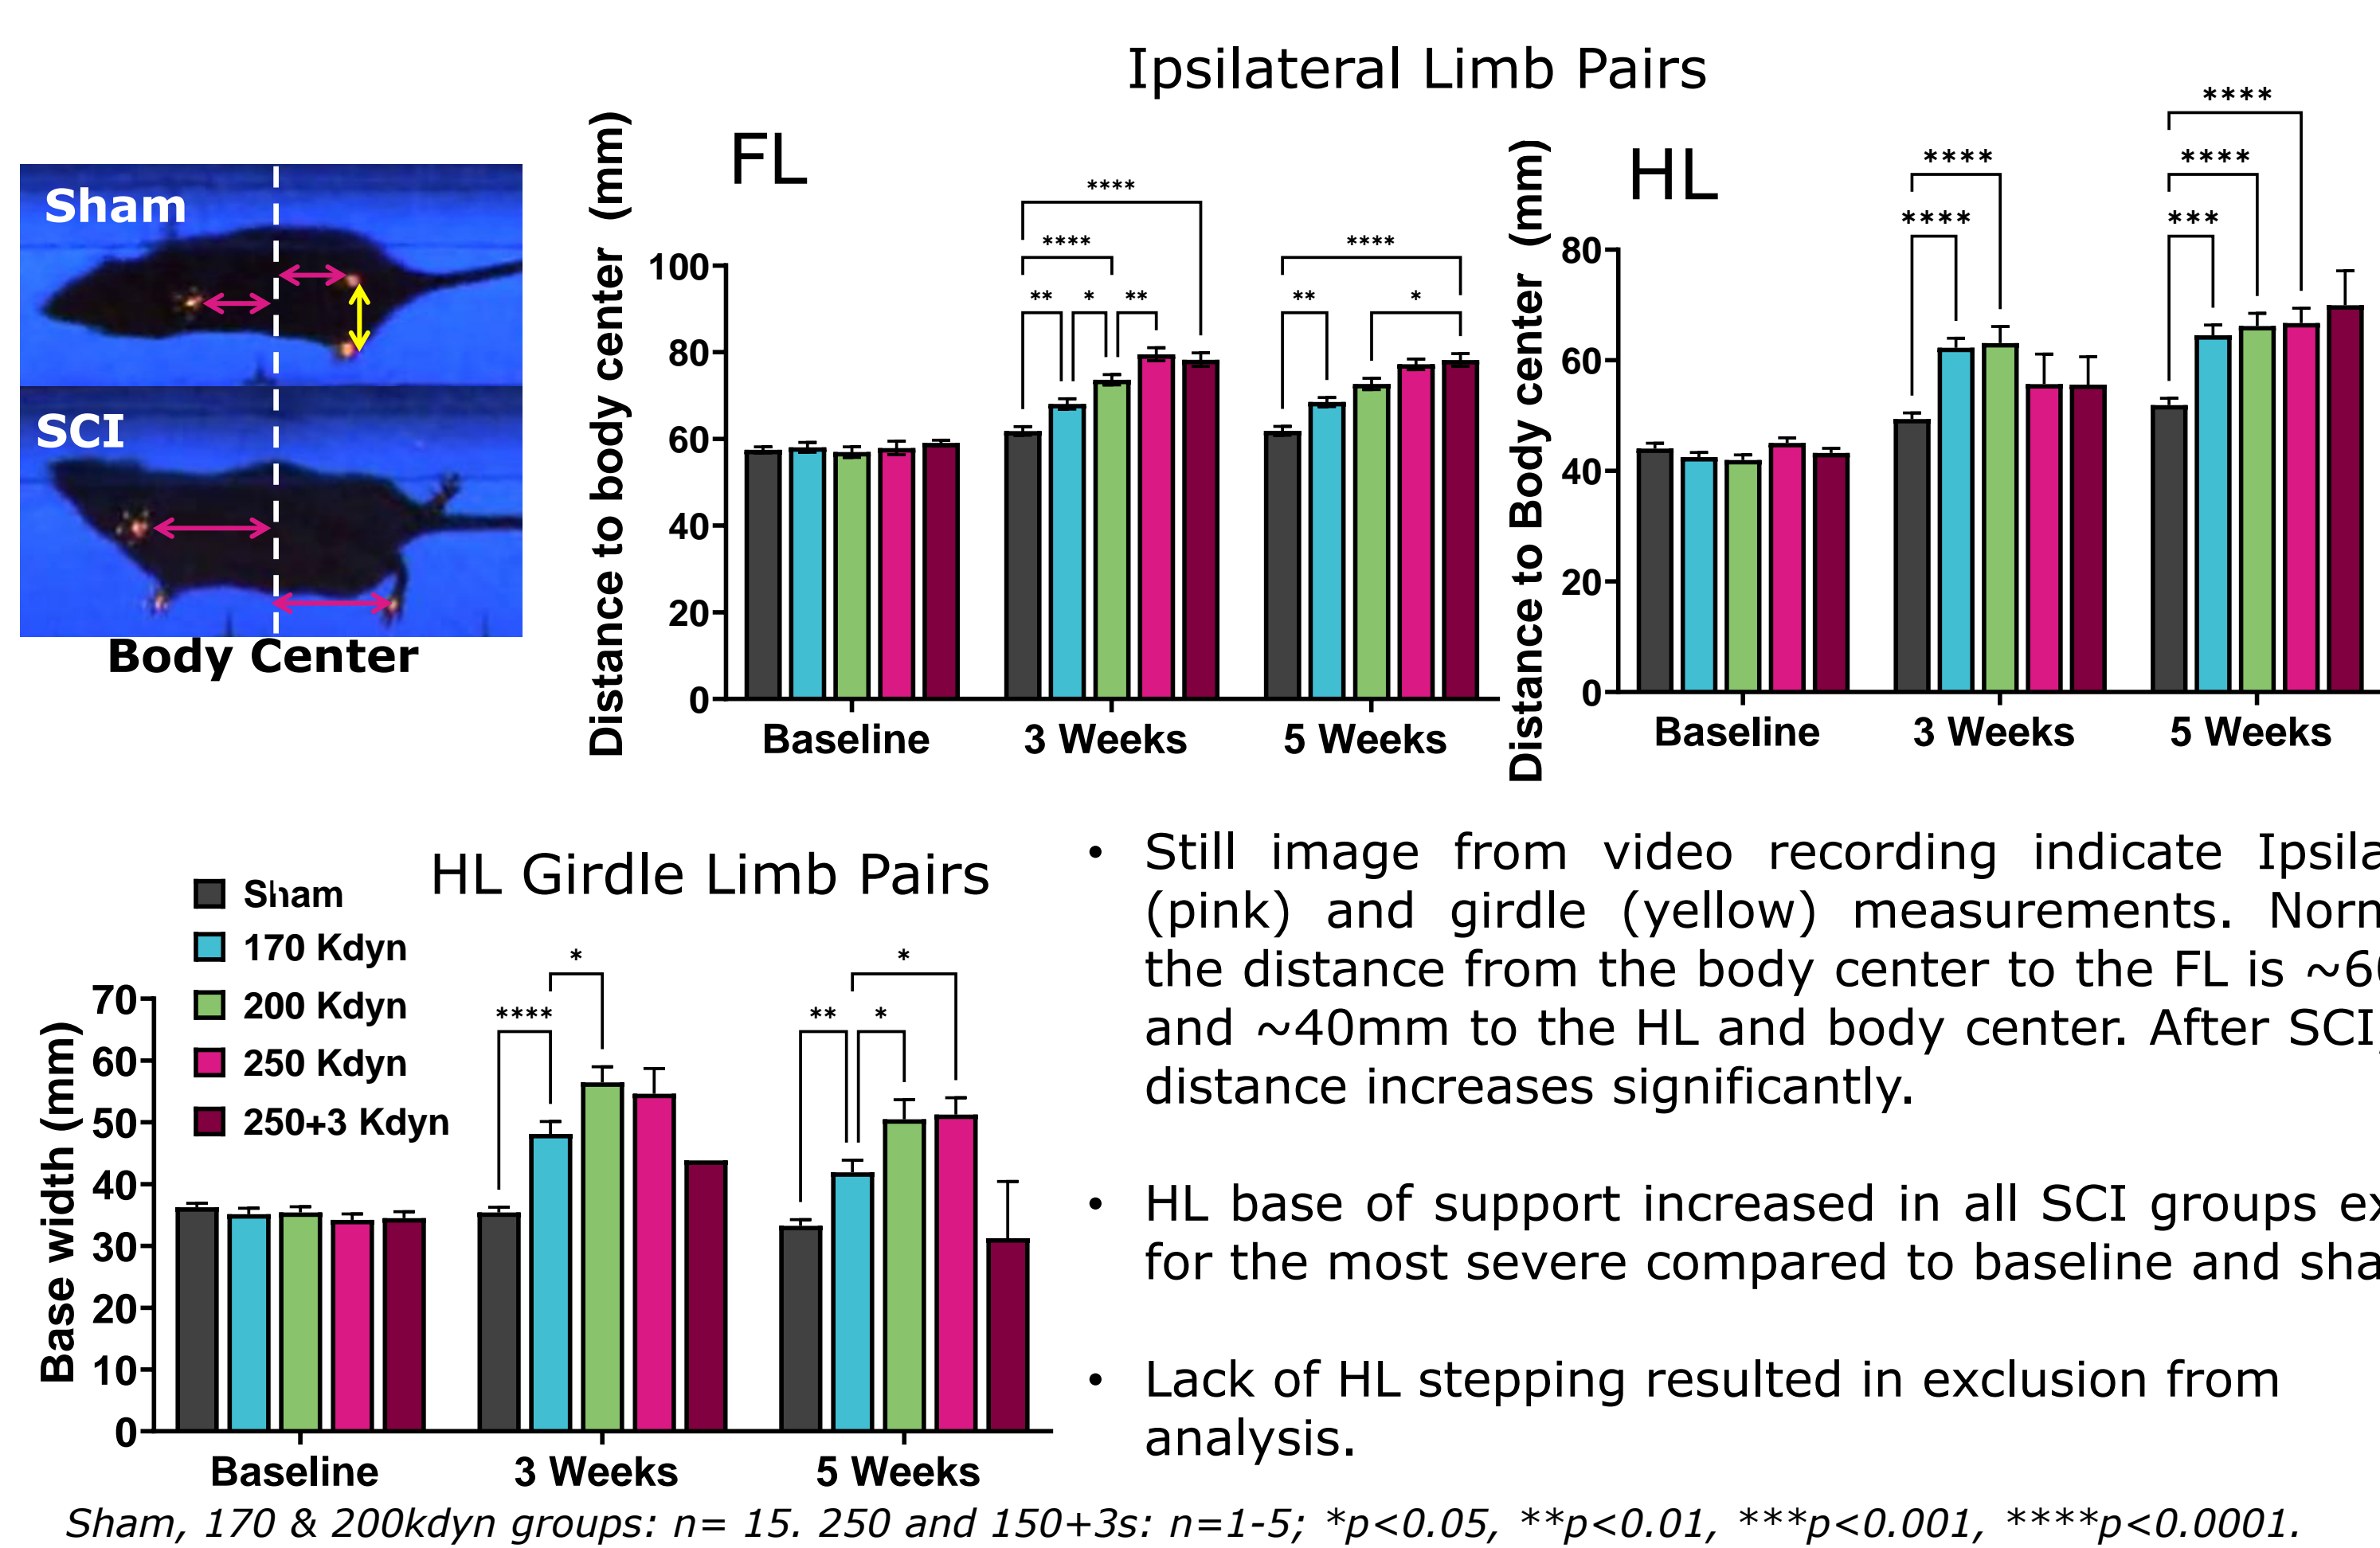 Ipsilateral Limb Pairs
Sham
SCI
Body Center
FL
Distance to body center (mm)
100
80
60
40
20
0
****
****
** * **
****
** *
Baseline 3 Weeks 5 Weeks
HL
Distance to Body center (mm)
80
60
40
20
0
****
****
****
****
***
Baseline 3 Weeks 5 Weeks
HL Girdle Limb Pairs
Sham
170 Kdyn
200 Kdyn
250 Kdyn
250+3 Kdyn
Base width (mm)
70
60
50
40
30
20
10
0
* *
**** ** *
Baseline 3 Weeks 5 Weeks
• Still image from video recording indicate
(pink) and girdle (yellow) measurements.
the distance from the body center to the FL is
and ~40mm to the HL and body center. After SCI,
distance increases significantly.
• HL base of support increased in all SCI groups
for the most severe compared to baseline and
• Lack of HL stepping resulted in exclusion from
analysis.
Sham, 170 & 200kdyn groups: n= 15. 250 and 150+3s: n=1-5; *p<0.05, **p<0.01, ***p<0.001, ****p<0.0001.